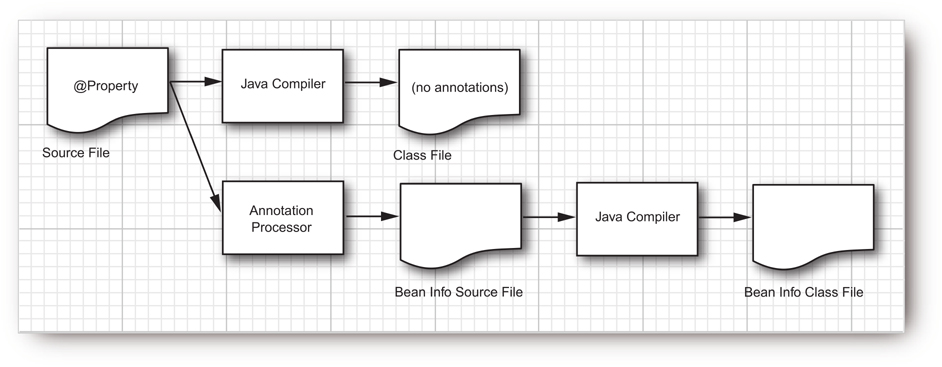 @Property
Java Compiler
(no annotations)
Source File
Class File
Annotation
Processor
Java Compiler
Bean Info Source File
Bean Info Class File